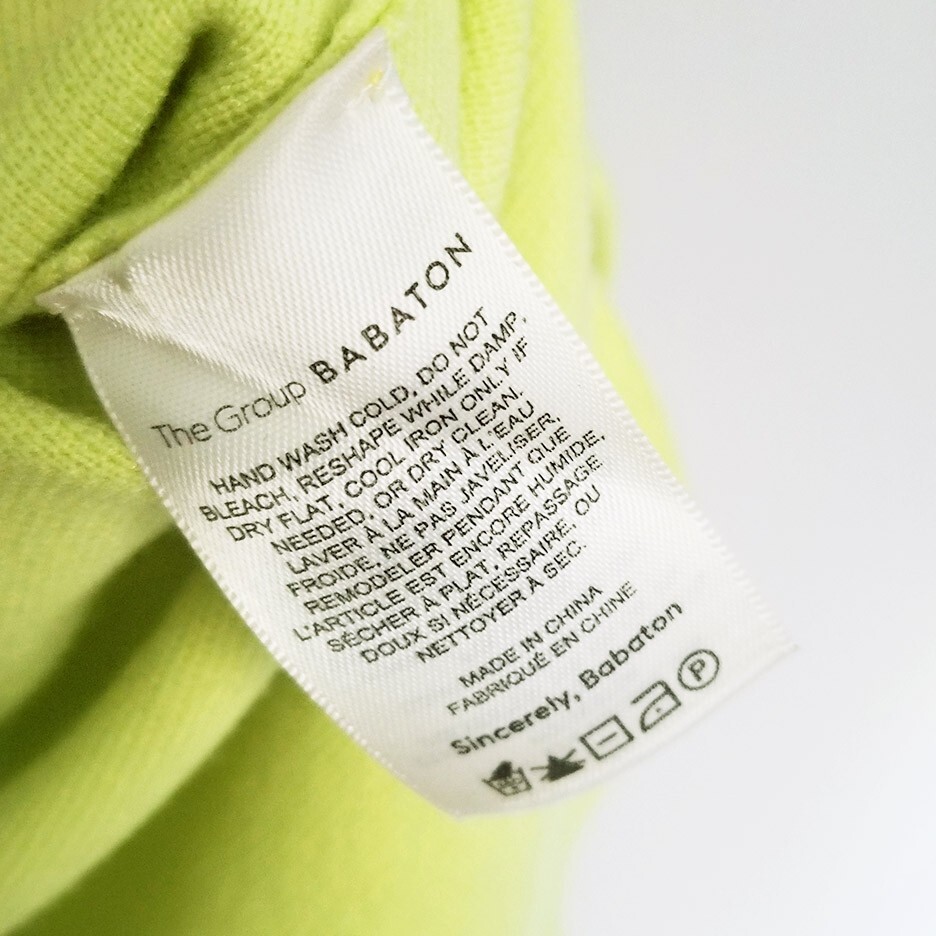 The Group BABATON
HAND WASH COLD, DO NOT
BLEACH, RESHAPE WHILE DAMP,
DRY FLAT, COOL IRON ONLY IF
NEEDED, OR DRY CLEAN.
LAVER À LA MAIN À L'EAU
FROIDE, NE PAS JAVELISER,
REMODELER PENDANT QUE
L'ARTICLE EST ENCORE HUMIDE,
SÉCHER À PLAT, REPASSAGE
DOUX SI NÉCESSAIRE, OU
NETTOYER À SEC.
MADE IN CHINA
FABRIQUÉ EN CHINE
Sincerely, Babaton
P